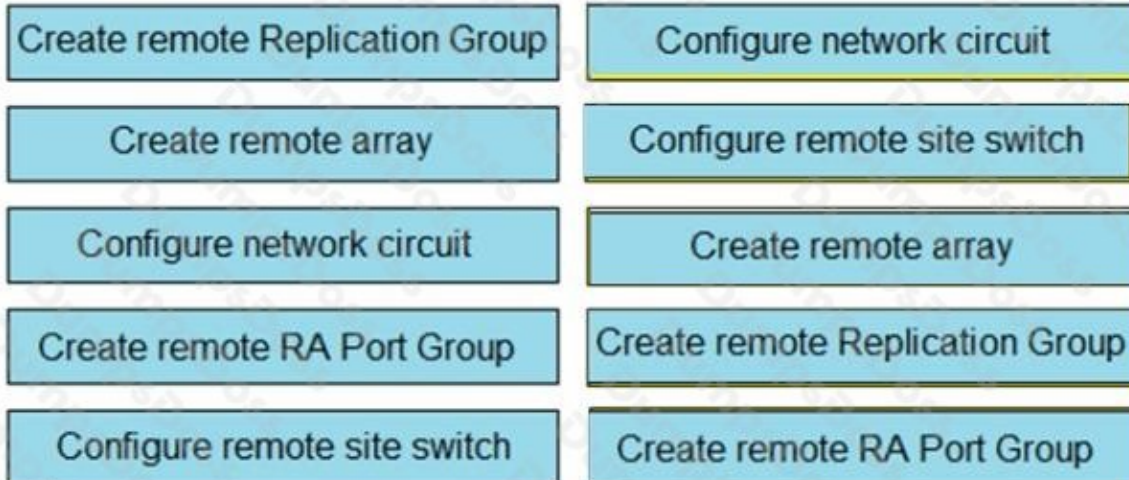 Create remote Replication Group
Configure network circuit
Create remote array
Configure remote site switch
Configure network circuit
Create remote array
Create remote RA Port Group
Create remote Replication Group
Configure remote site switch
Create remote RA Port Group